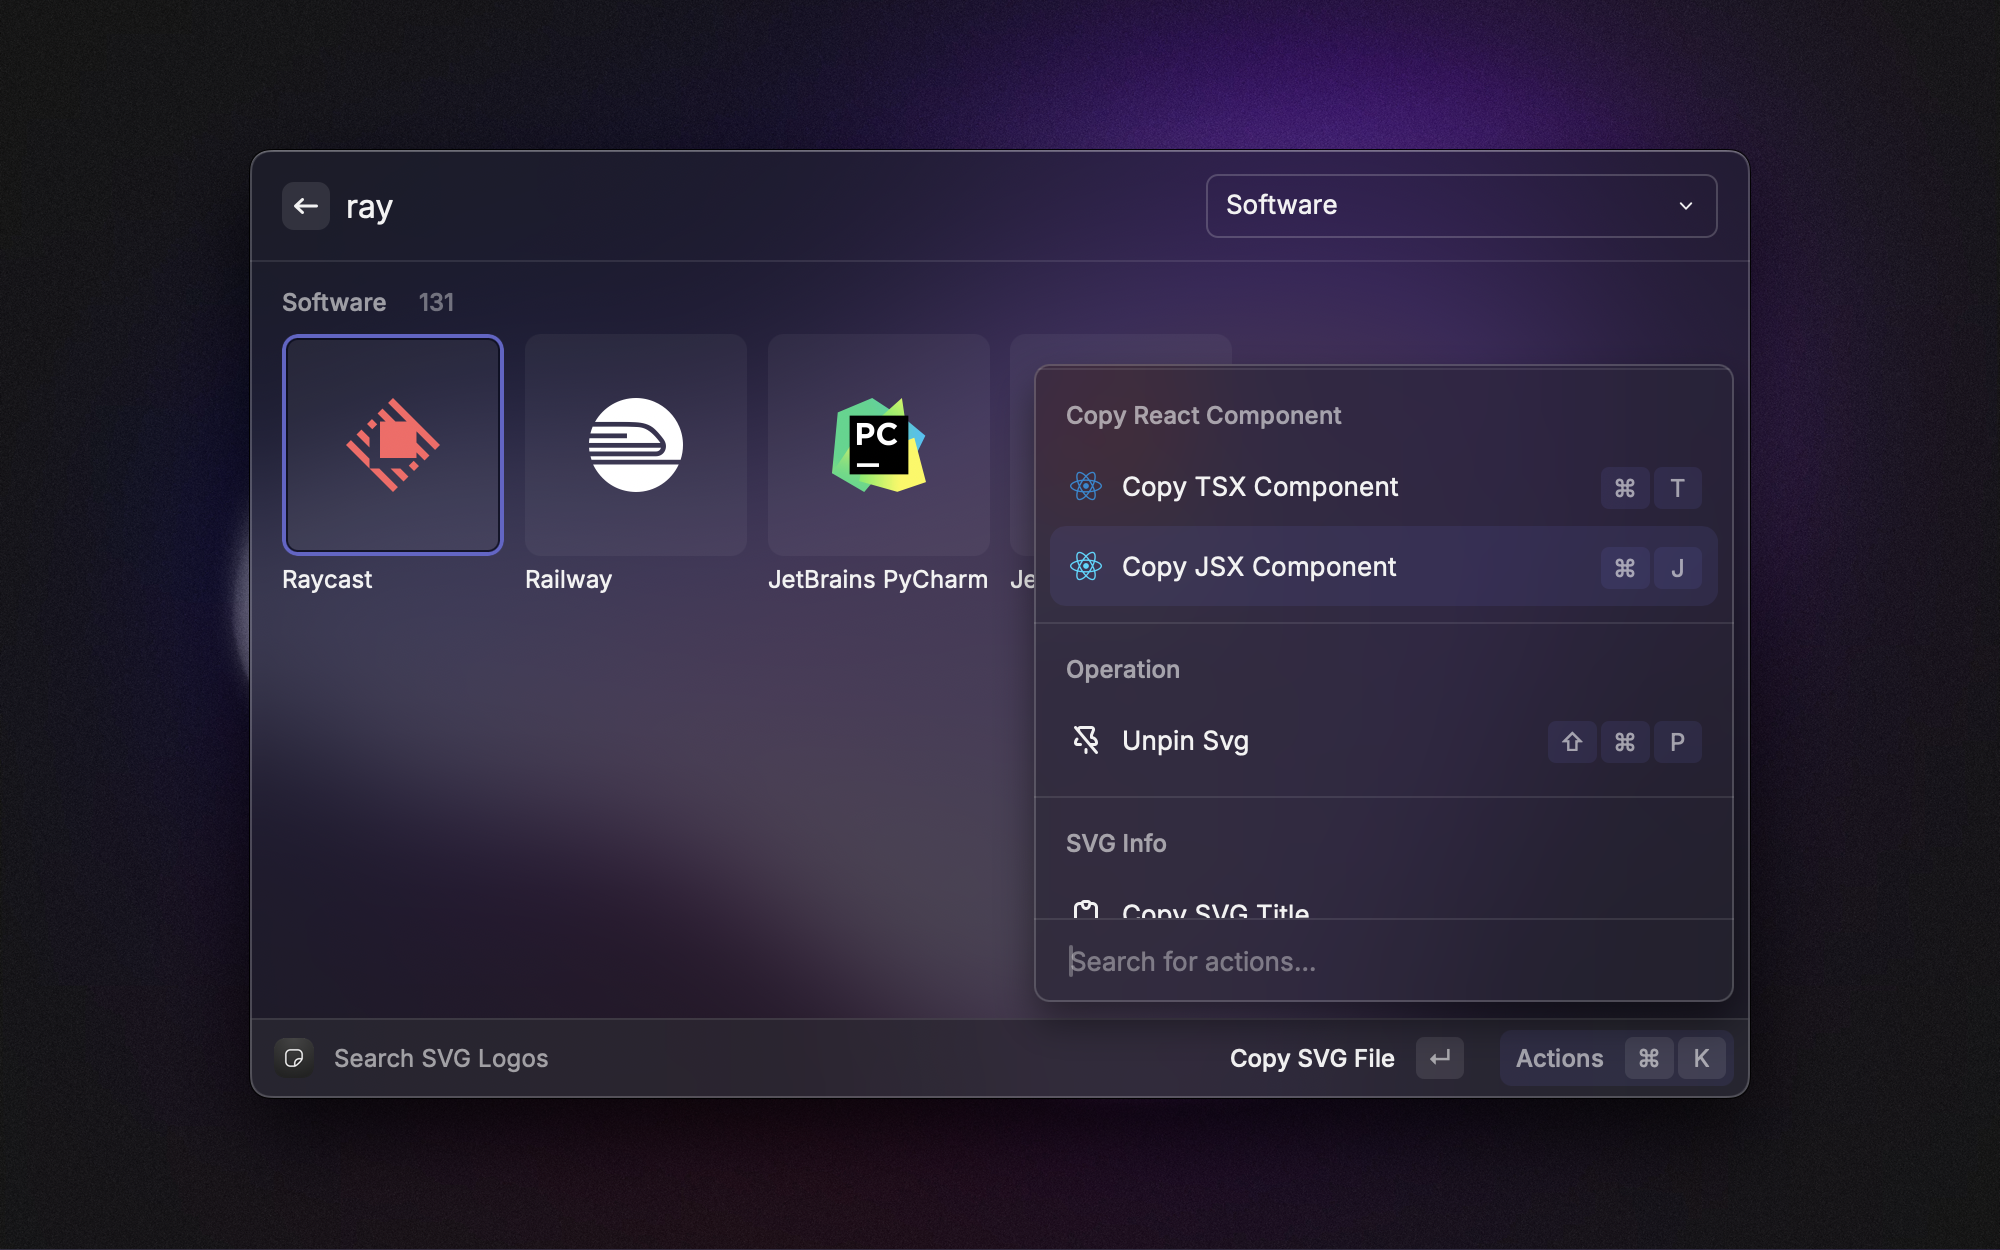 ray
Software
Software 131
PC
Raycast
Railway
JetBrains PyCharm
Je
Copy React Component
Copy TSX Component ⌘ T
Copy JSX Component ⌘ J
Operation
Unpin Svg ⇧ ⌘ P
SVG Info
Copy SVG Title
Search for actions...
Search SVG Logos
Copy SVG File ↵
Actions ⌘ K